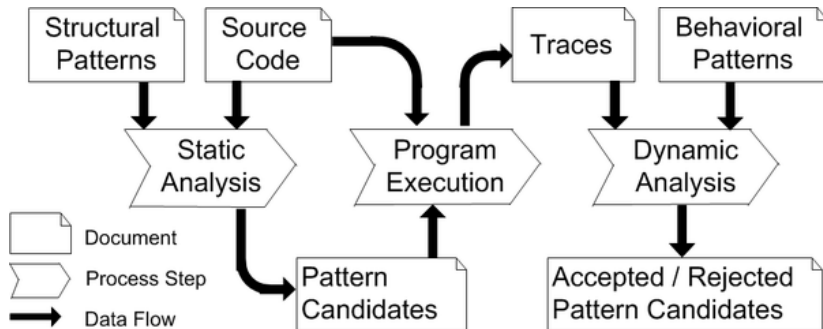 Structural
Patterns
Source
Code
Traces
Behavioral
Patterns
Static
Analysis
Program
Execution
Dynamic
Analysis
Document
Process Step
Data Flow
Pattern
Candidates
Accepted / Rejected
Pattern Candidates